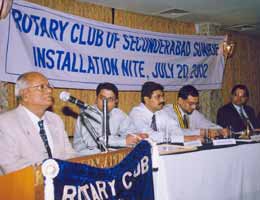 ROTARY CLUB OF SECUNDERABAD SUNRISE
INSTALLATION NITE, JULY 20, 2002
ROTARY CLUB